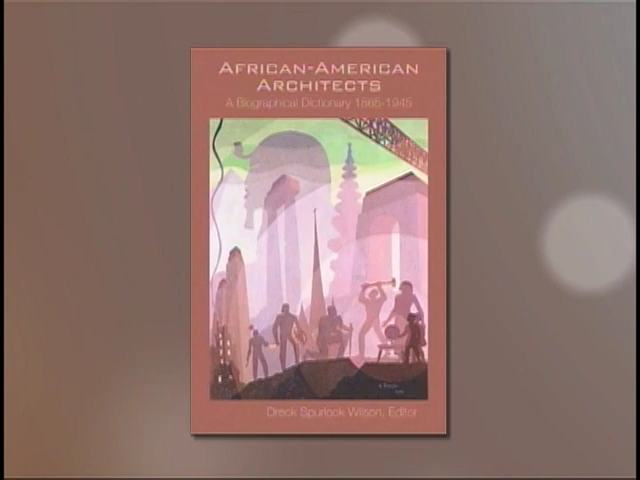 AFRICAN-AMERICAN
ARCHITECTS
A Biographical Dictionary 1865-1945
Dreck Spurlock Wilson, Editor